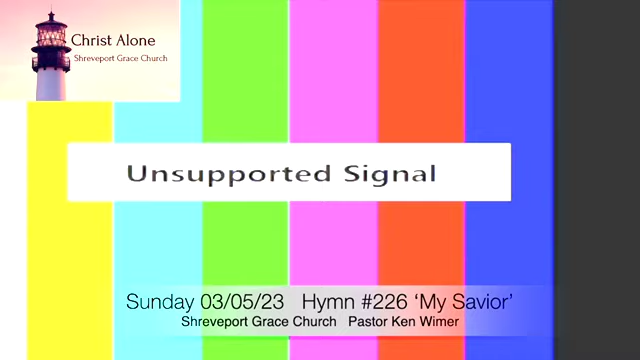 Christ Alone
Shreveport Grace Church
Unsupported Signal
Sunday 03/05/23 Hymn #226 ‘My Savior’
Shreveport Grace Church Pastor Ken Wimer